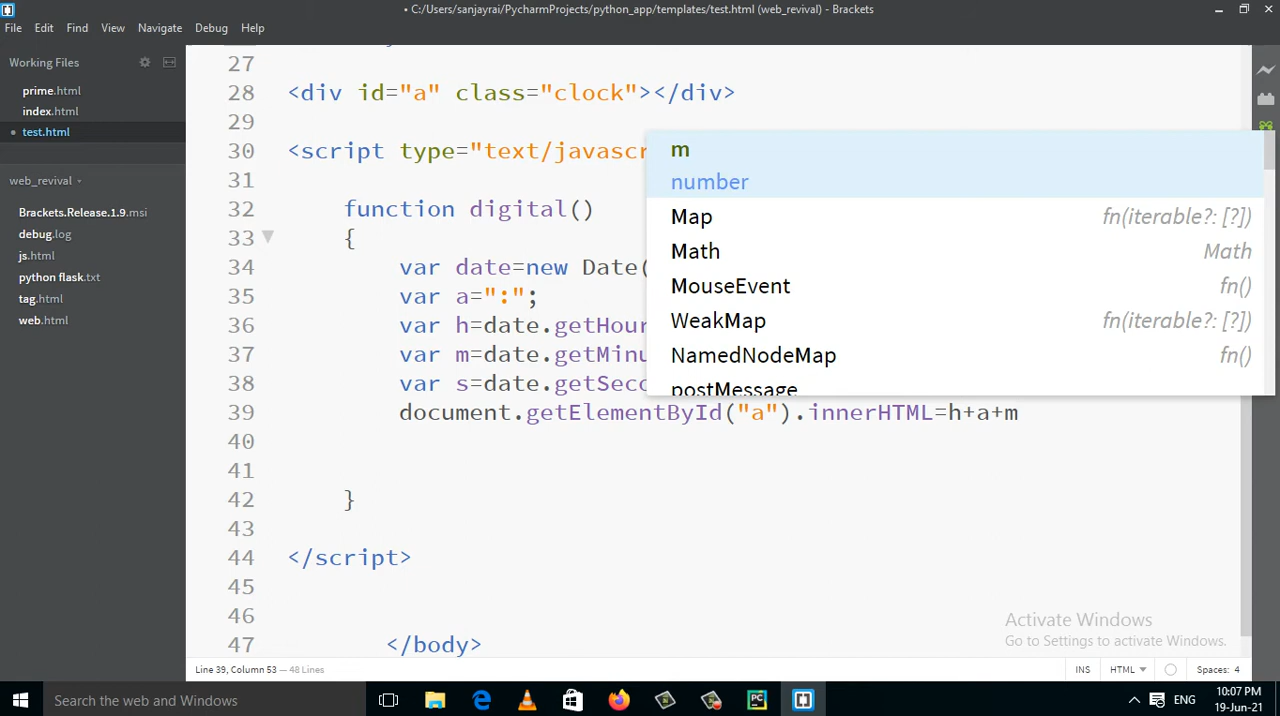 • C:/Users/sanjayrai/PycharmProjects/python_app/templates/test.html (web_revival) - Brackets
File Edit Find View Navigate Debug Help
Working Files
prime.html
index.html
• test.html
web_revival
Brackets.Release.1.9.msi
debug.log
js.html
python flask.txt
tag.html
web.html
27
28 <div id="a" class="clock"></div>
29
30 <script type="text/javascr
31
32 function digital()
33 {
34 var date=new Date(
35 var a=":";
36 var h=date.getHour
37 var m=date.getMinu
38 var s=date.getSeco
39 document.getElementById("a").innerHTML=h+a+m
40
41
42 }
43
44 </script>
45
46
47 </body>
m
number
Map fn(iterable?: [?])
Math Math
MouseEvent fn()
WeakMap fn(iterable?: [?])
NamedNodeMap fn()
postMessage
Activate Windows
Go to Settings to activate Windows.
Line 39, Column 53 — 48 Lines
INS HTML Spaces: 4
Search the web and Windows
ENG
10:07 PM
19-Jun-21